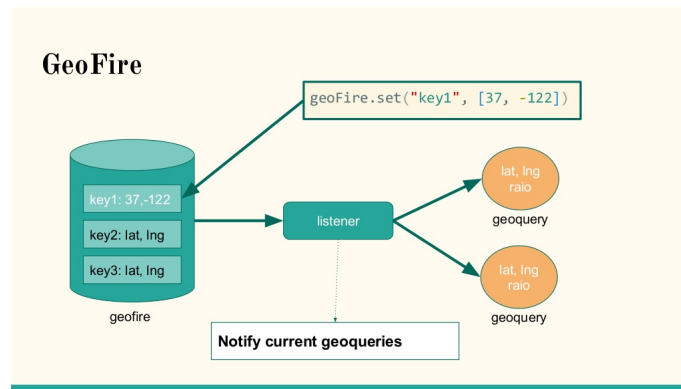 GeoFire
geoFire.set("key1", [37, -122])
key1: 37,-122
key2: lat, lng
key3: lat, lng
geofire
listener
lat, lng
raio
geoquery
lat, lng
raio
geoquery
Notify current geoqueries